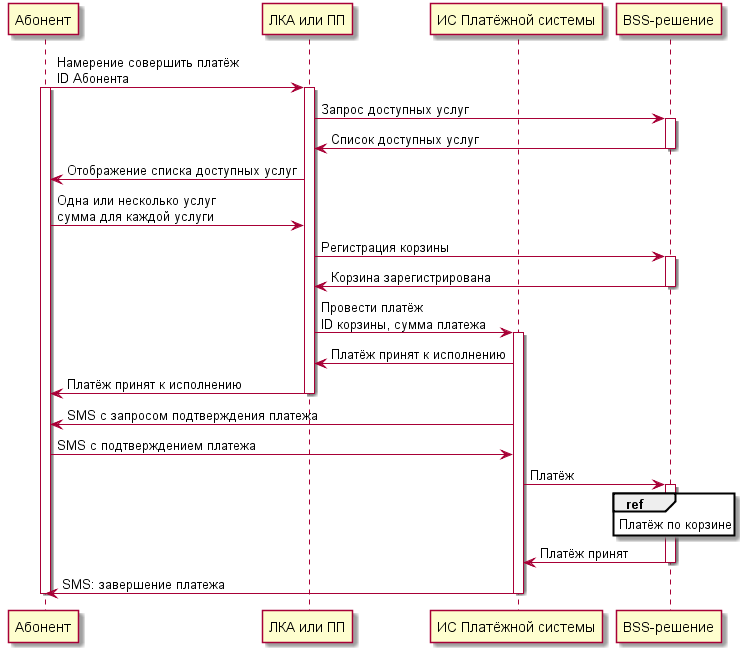 Абонент
ЛКА или ПП
ИС Платёжной системы
BSS-решение
Намерение совершить платёж
ID Абонента
Запрос доступных услуг
Список доступных услуг
Отображение списка доступных услуг
Одна или несколько услуг
сумма для каждой услуги
Регистрация корзины
Корзина зарегистрирована
Провести платёж
ID корзины, сумма платежа
Платёж принят к исполнению
Платёж принят к исполнению
SMS с запросом подтверждения платежа
SMS с подтверждением платежа
Платёж
ref
Платёж по корзине
Платёж принят
SMS: завершение платежа
Абонент
ЛКА или ПП
ИС Платёжной системы
BSS-решение